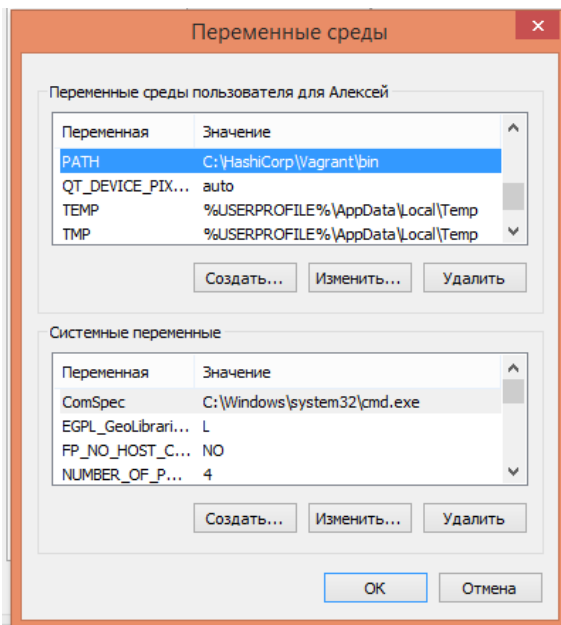 Переменные среды
Переменные среды пользователя для Алексей
Переменная Значение
PATH C:\HashiCorp\Vagrant\bin
QT_DEVICE_PIX... auto
TEMP %USERPROFILE%\AppData\Local\Temp
TMP %USERPROFILE%\AppData\Local\Temp
Создать... Изменить... Удалить
Системные переменные
Переменная Значение
ComSpec C:\Windows\system32\cmd.exe
EGPL_GeoLibrari... L
FP_NO_HOST_C... NO
NUMBER_OF_P... 4
Создать... Изменить... Удалить
ОК Отмена